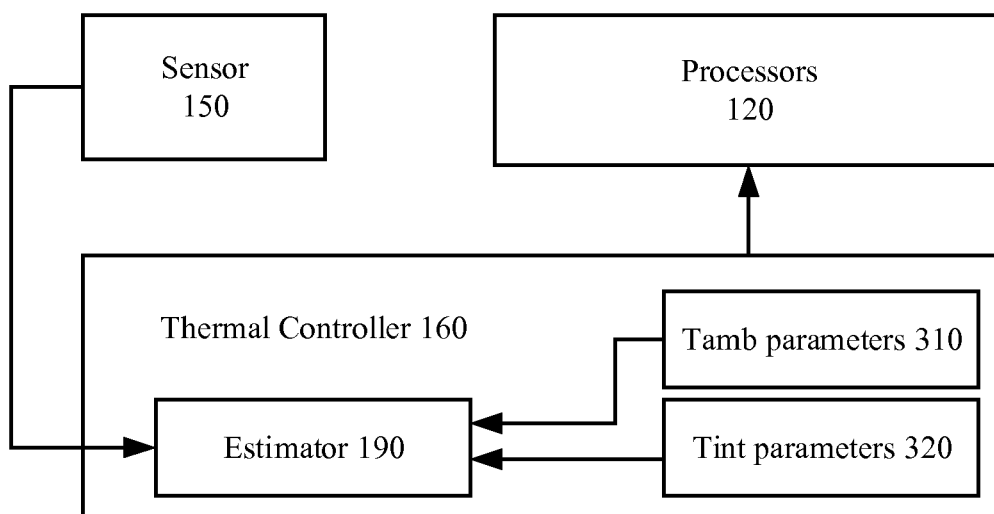 Sensor
150
Processors
120
Thermal Controller 160
Tamb parameters 310
Estimator 190
Tint parameters 320